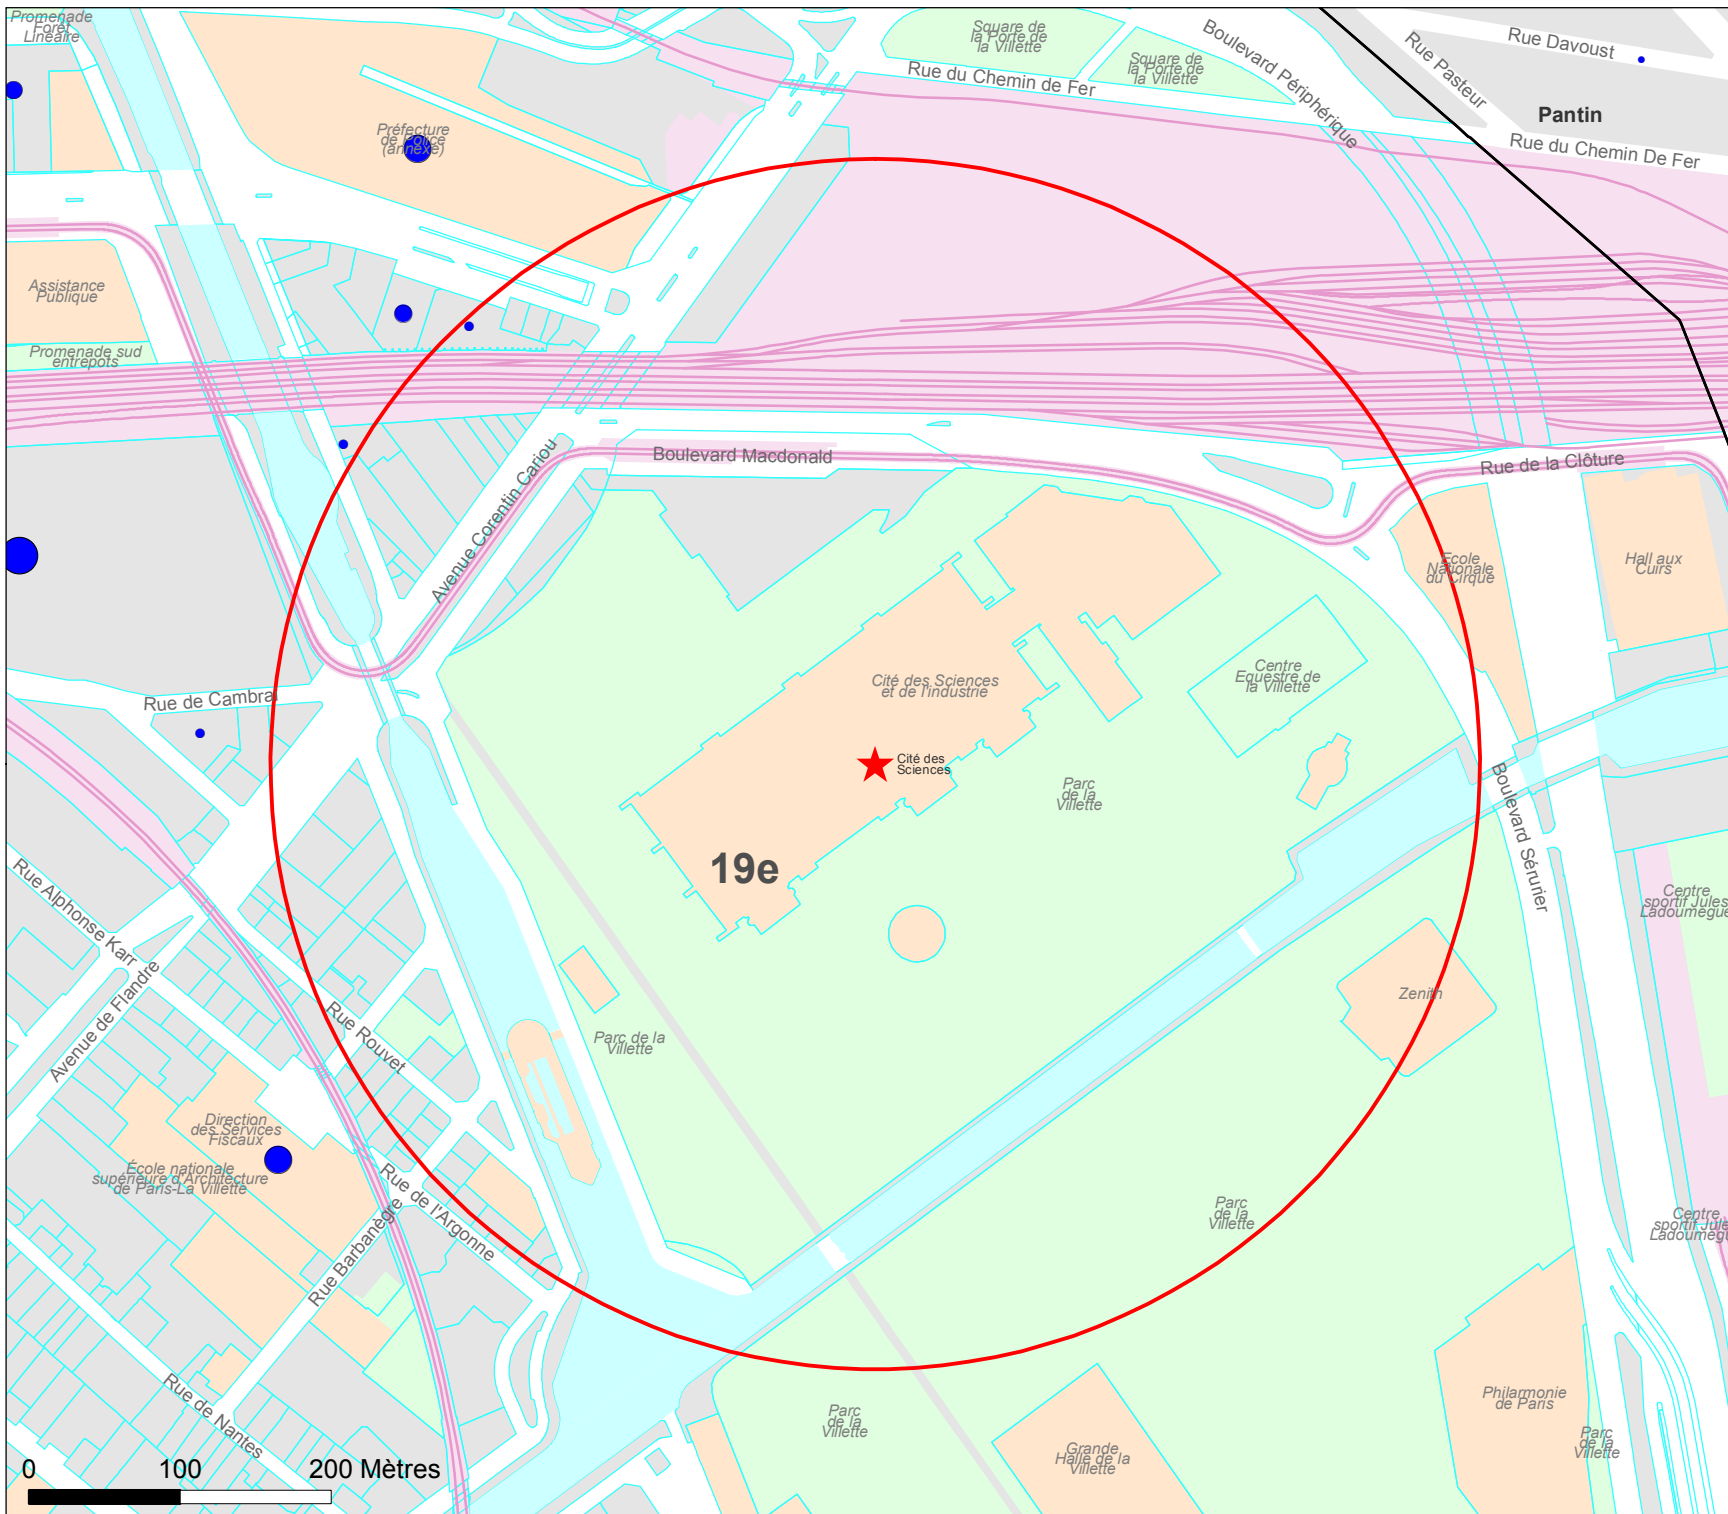 Promenade
Forêt
Linéaire
Square de
la Porte de
la Villette
Square de
la Porte de
la Villette
Boulevard Périphérique
Rue Pasteur
Rue Davoust
Rue du Chemin de Fer
Pantin
Rue du Chemin De Fer
Préfecture
de Police
(annexe)
Assistance
Publique
Promenade sud
entrepots
Boulevard Macdonald
Rue de la Clôture
Avenue Corentin Cariou
Ecole
Nationale
du Cirque
Hall aux
Cuirs
Cité des Sciences
et de l'industrie
Centre
Equestre de
la Villette
Rue de Cambrai
Cité des
Sciences
Parc
de la
Villette
Boulevard Sérurier
19e
Rue Alphonse Karr
Centre
sportif Jules
Ladoumegue
Avenue de Flandre
Zenith
Rue Rouvet
Parc de la
Villette
Direction
des Services
Fiscaux
École nationale
supérieure d'Architecture
de Paris-La Villette
Rue de l'Argonne
Rue Barbanègre
Parc
de la
Villette
Centre
sportif Jules
Ladoumegue
Rue de Nantes
Parc
de la
Villette
Grande
Halle de la
Villette
Philarmonie
de Paris
Parc
de la
Villette
0 100 200 Mètres